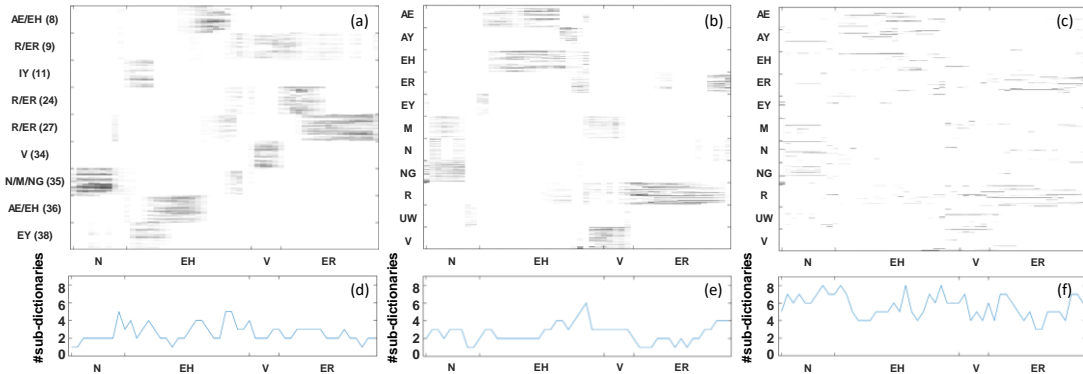 (a)
AE/EH (8)
R/ER (9)
IY (11)
R/ER (24)
R/ER (27)
V (34)
N/M/NG (35)
AE/EH (36)
EY (38)
N EH V ER
(b)
AE
AY
EH
ER
EY
M
N
NG
R
UW
V
N EH V ER
(c)
AE
AY
EH
ER
EY
M
N
NG
R
UW
V
N EH V ER
(d)
#sub-dictionaries
8
6
4
2
0
N EH V ER
(e)
#sub-dictionaries
8
6
4
2
0
N EH V ER
(f)
#sub-dictionaries
8
6
4
2
0
N EH V ER